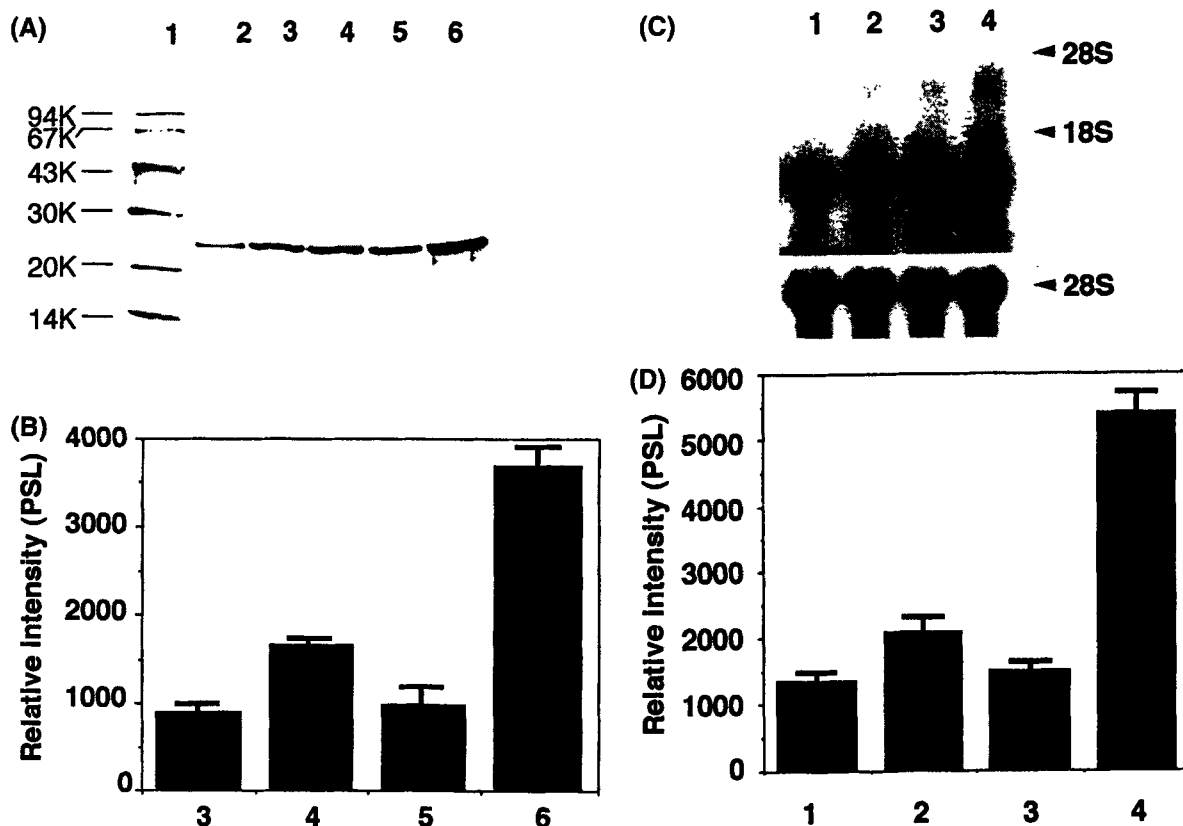 (A) 1 2 3 4 5 6
94K
67K
43K
30K
20K
14K
(B)
Relative Intensity (PSL)
4000
3000
2000
1000
0
3 4 5 6
(C) 1 2 3 4
28S
18S
28S
(D)
Relative Intensity (PSL)
6000
5000
4000
3000
2000
1000
0
1 2 3 4